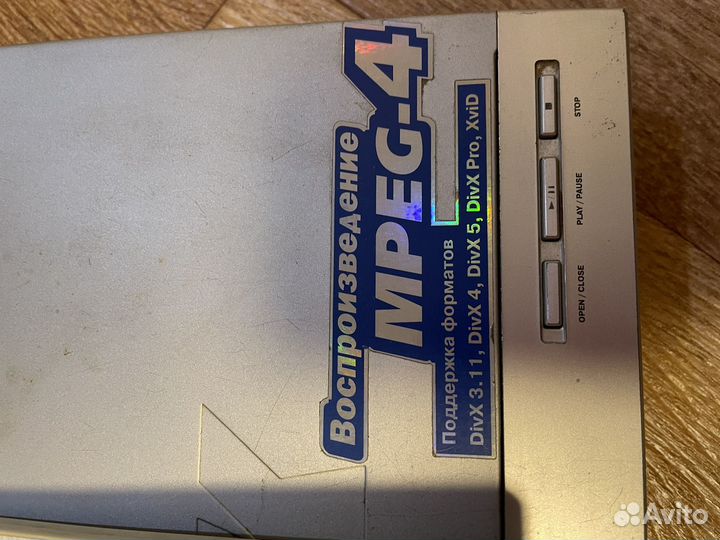 Воспроизведение
MPEG-4
Поддержка форматов
DivX 3.11, DivX 4, DivX 5, DivX Pro, XviD
OPEN / CLOSE
PLAY / PAUSE
STOP
Avito